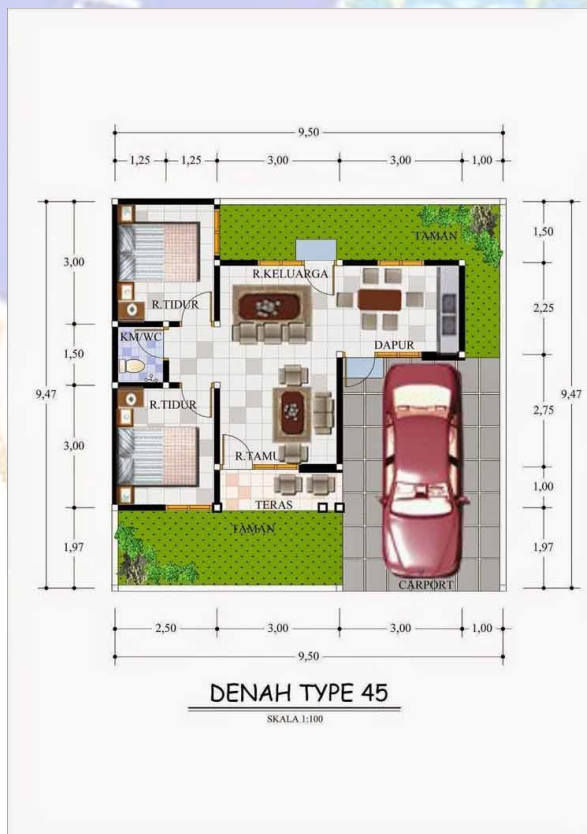 9,50
1,25 1,25 3,00 3,00 1,00
TAMAN
1,50
3,00
R.KELUARGA
2,25
R.TIDUR
DAPUR
KM/WC
1,50
9,47
9,47
R.TIDUR
2,75
3,00
R.TAMU
1,00
TERAS
TAMAN
1,97
1,97
CARPORT
2,50 3,00 3,00 1,00
9,50
DENAH TYPE 45
SKALA 1:100